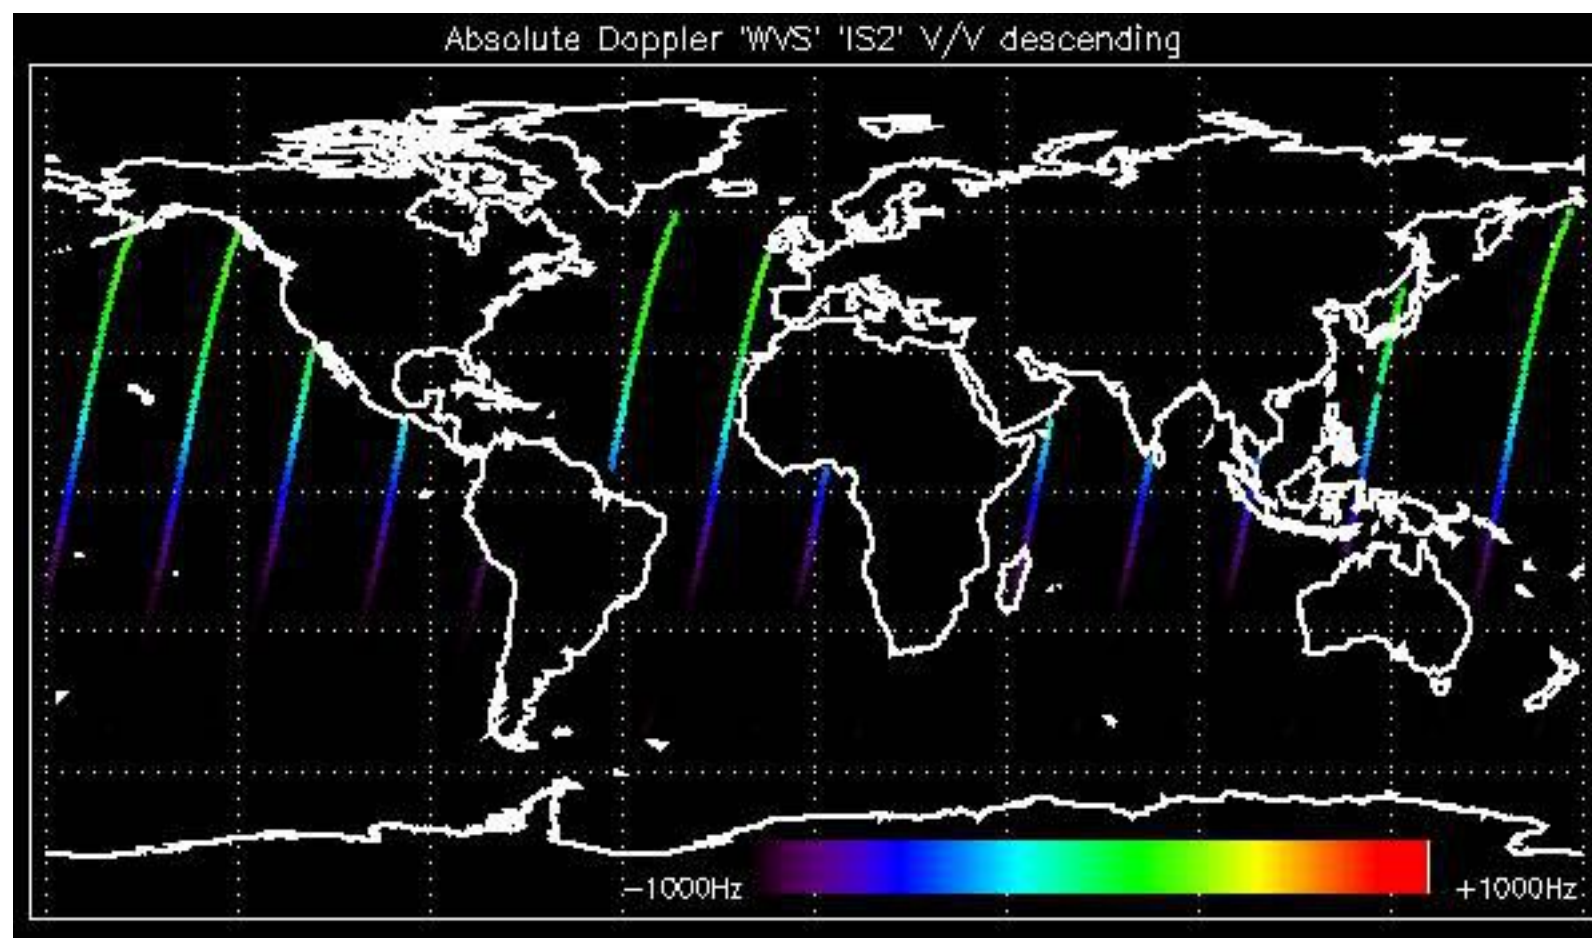 Absolute Doppler 'WVS' 'IS2' V/V descending
-1000Hz +1000Hz